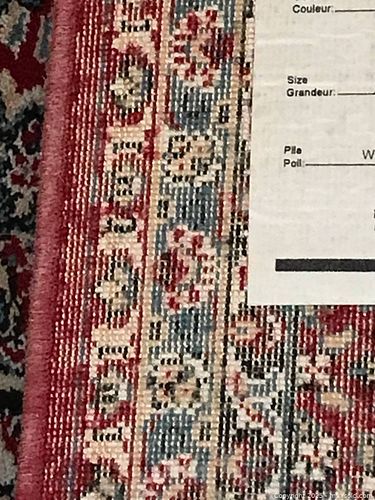 Couleur:
Size
Grandeur:
Pile
Poil:
W